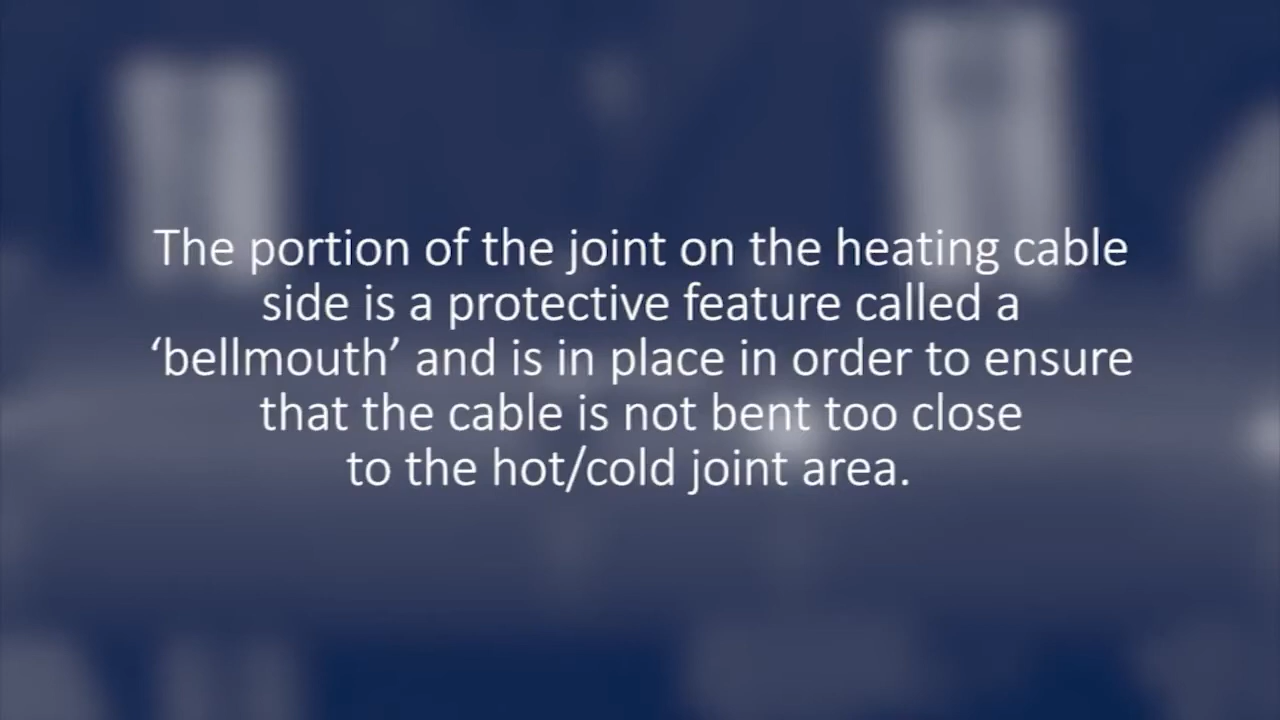 The portion of the joint on the heating cable
side is a protective feature called a
‘bellmouth’ and is in place in order to ensure
that the cable is not bent too close
to the hot/cold joint area.